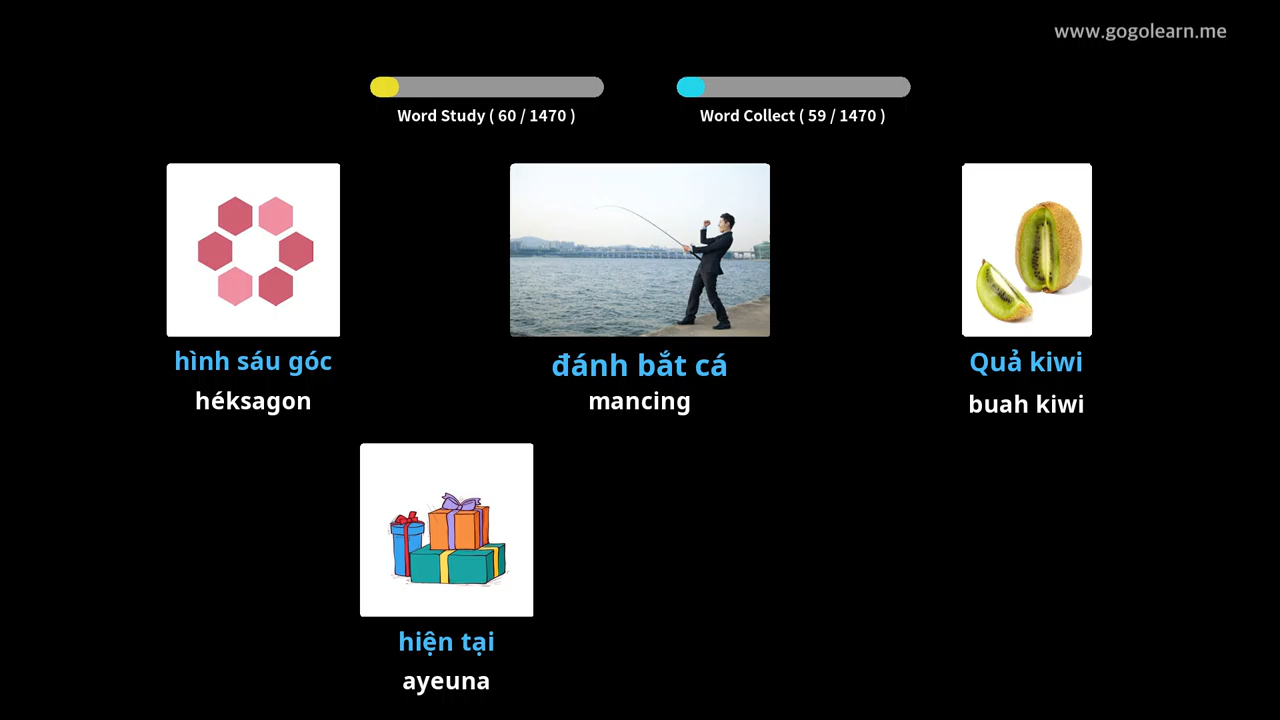 www.gogolearn.me
Word Study ( 60 / 1470 )
Word Collect ( 59 / 1470 )
hình sáu góc
héksagon
đánh bắt cá
mancing
Quả kiwi
buah kiwi
hiện tại
ayeuna